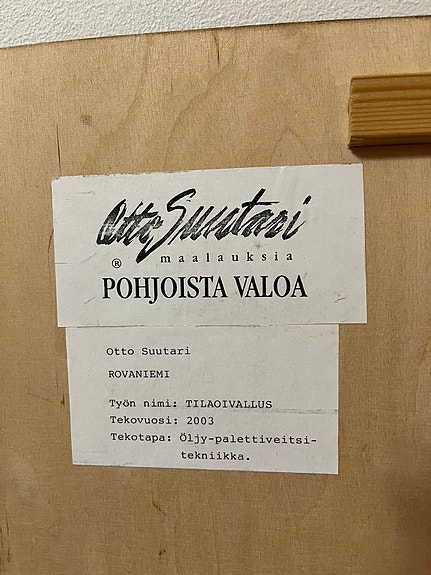 Otto Suutari
® maalauksia
POHJOISTA VALOA
Otto Suutari
ROVANIEMI
Työn nimi: TILAOIVALLUS
Tekovuosi: 2003
Tekotapa: Öljy-palettiveitsi-
tekniikka.